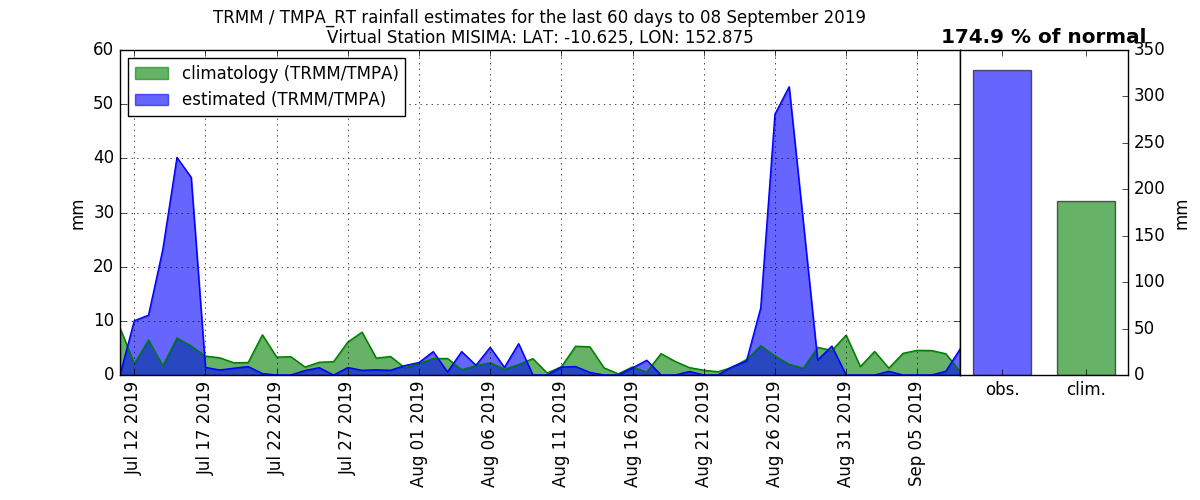 TRMM / TMPA_RT rainfall estimates for the last 60 days to 08 September 2019
Virtual Station MISIMA: LAT: -10.625, LON: 152.875
174.9 % of normal
climatology (TRMM/TMPA)
estimated (TRMM/TMPA)
60
50
40
30
20
10
0
mm
Jul 12 2019
Jul 17 2019
Jul 22 2019
Jul 27 2019
Aug 01 2019
Aug 06 2019
Aug 11 2019
Aug 16 2019
Aug 21 2019
Aug 26 2019
Aug 31 2019
Sep 05 2019
350
300
250
200
150
100
50
0
mm
obs.
clim.